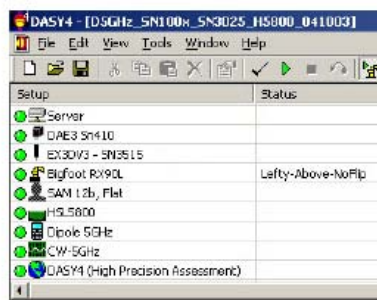 DASY4 - [D5GHz_SN100x_SN3025_H5800_041003]
File Edit View Tools Window Help
Setup Status
Server
DAE3 Sn410
EX3DV3 - SN3515
Bigfoot RX90L Lefty-Above-NoFlip
SAM 12b, Flat
HSL5800
Dipole 5GHz
CW-5GHz
DASY4 (High Precision Assessment)